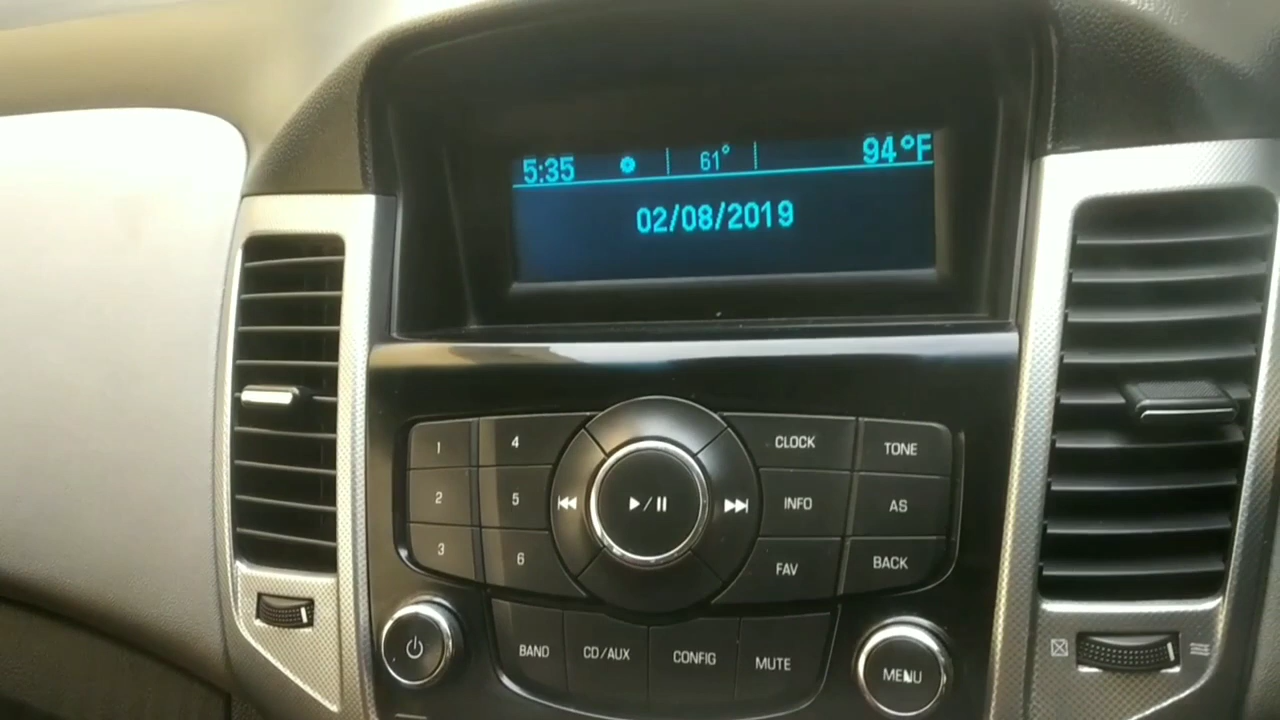 5:35 61° 94°F
02/08/2019
1 4 CLOCK TONE
2 5 INFO AS
3 6 FAV BACK
BAND CD/AUX CONFIG MUTE MENU